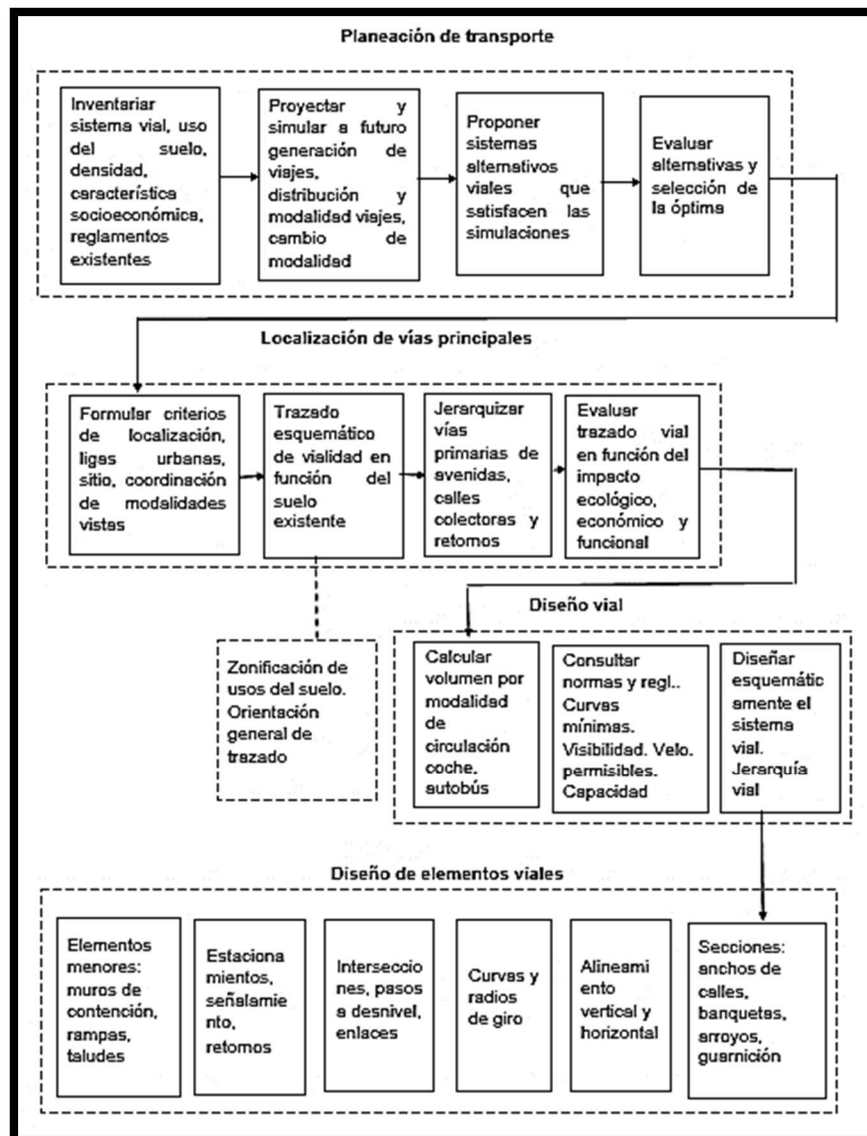 Planeación de transporte
Inventariar
sistema vial, uso
del suelo,
densidad,
característica
socioeconómica,
reglamentos
existentes
Proyectar y
simular a futuro
generación de
viajes,
distribución y
modalidad viajes,
cambio de
modalidad
Proponer
sistemas
alternativos
viales que
satisfacen las
simulaciones
Evaluar
alternativas y
selección de
la óptima
Localización de vías principales
Formular criterios
de localización,
ligas urbanas,
sitio, coordinación
de modalidades
vistas
Trazado
esquemático
de vialidad en
función del
suelo
existente
Jerarquizar
vías
primarias de
avenidas,
calles
colectoras y
retornos
Evaluar
trazado vial
en función del
impacto
ecológico,
económico y
funcional
Diseño vial
Zonificación de
usos del suelo.
Orientación
general de
trazado
Calcular
volumen por
modalidad
de
circulación
coche,
autobús
Consultar
normas y regl..
Curvas
mínimas.
Visibilidad. Velo.
permisibles.
Capacidad
Diseñar
esquemátic
amente el
sistema
vial.
Jerarquía
vial
Diseño de elementos viales
Elementos
menores:
muros de
contención,
rampas,
taludes
Estaciona
mientos,
señalamie
nto,
retornos
Interseccio
nes, pasos
a desnivel,
enlaces
Curvas y
radios
de giro
Alineami
ento
vertical y
horizontal
Secciones:
anchos de
calles,
banquetas,
arroyos,
guarnición